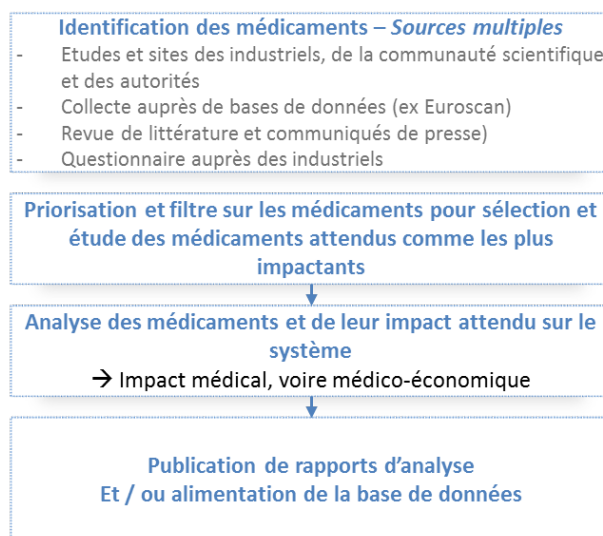 Identification des médicaments – Sources multiples
- Etudes et sites des industriels, de la communauté scientifique
et des autorités
- Collecte auprès de bases de données (ex Euroscan)
- Revue de littérature et communiqués de presse)
- Questionnaire auprès des industriels
Priorisation et filtre sur les médicaments pour sélection et
étude des médicaments attendus comme les plus
impactants
Analyse des médicaments et de leur impact attendu sur le
système
→ Impact médical, voire médico-économique
Publication de rapports d’analyse
Et / ou alimentation de la base de données